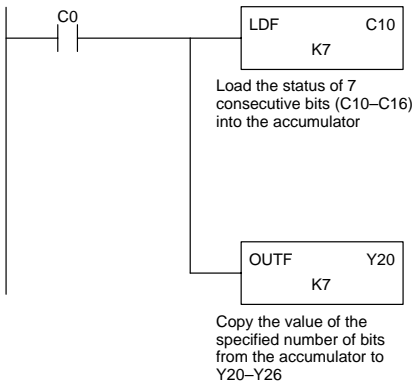 C0
LDF C10
K7
Load the status of 7
consecutive bits (C10–C16)
into the accumulator
OUTF Y20
K7
Copy the value of the
specified number of bits
from the accumulator to
Y20–Y26